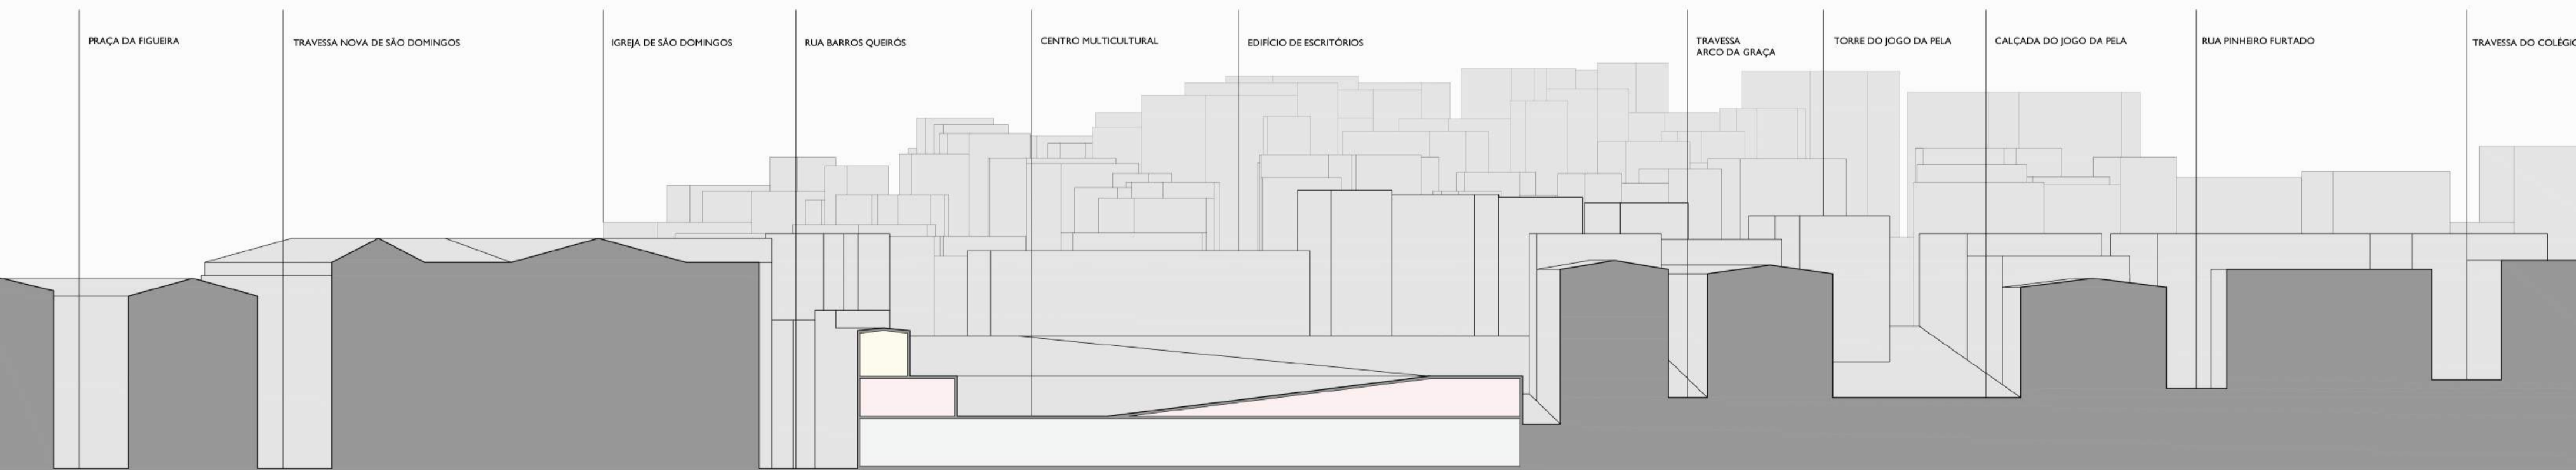 PRAÇA DA FIGUEIRA
TRAVESSA NOVA DE SÃO DOMINGOS
IGREJA DE SÃO DOMINGOS
RUA BARROS QUEIRÓS
CENTRO MULTICULTURAL
EDIFÍCIO DE ESCRITÓRIOS
TRAVESSA
ARCO DA GRAÇA
TORRE DO JOGO DA PELA
CALÇADA DO JOGO DA PELA
RUA PINHEIRO FURTADO
TRAVESSA DO COLÉGIO